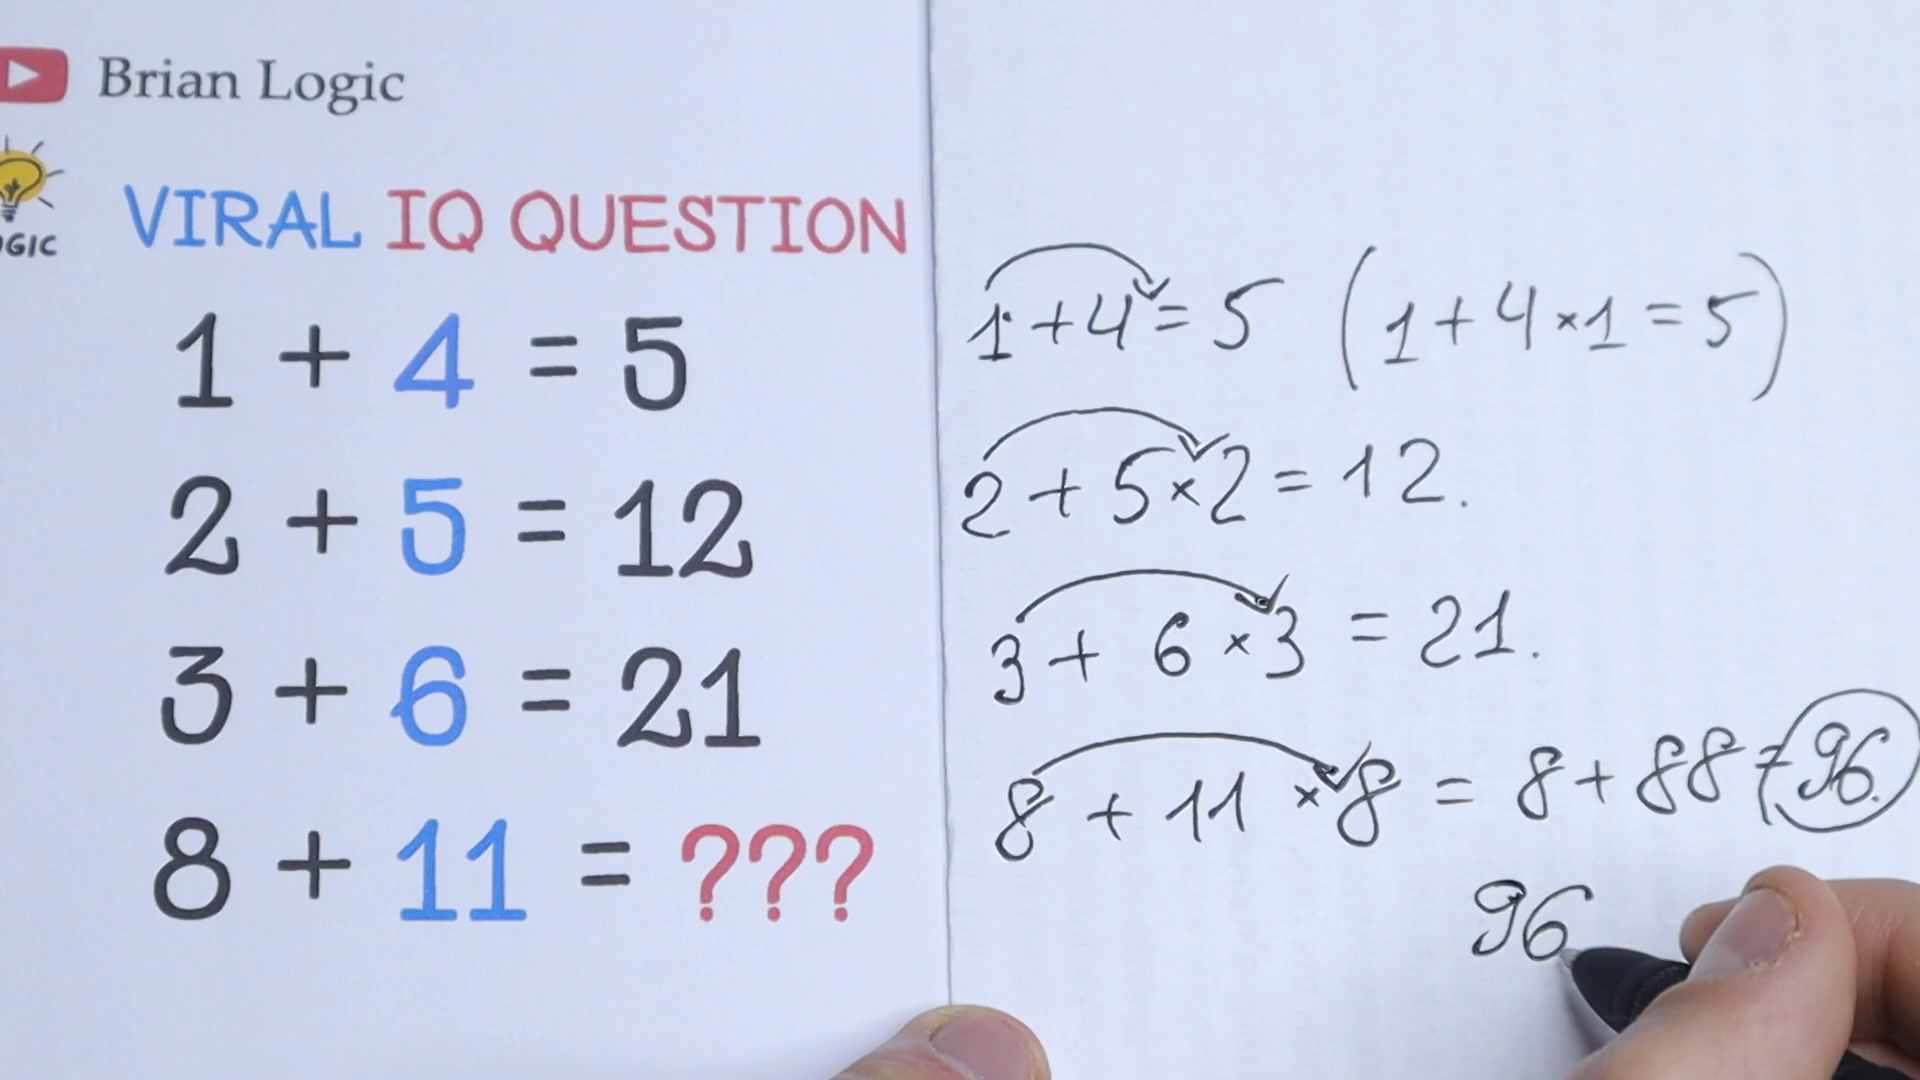 Brian Logic
OGIC
VIRAL IQ QUESTION
1 + 4 = 5
2 + 5 = 12
3 + 6 = 21
8 + 11 = ???
1 + 4 = 5 (1 + 4 × 1 = 5)
2 + 5 × 2 = 12.
3 + 6 × 3 = 21.
8 + 11 × 8 = 8 + 88 = 96.
96